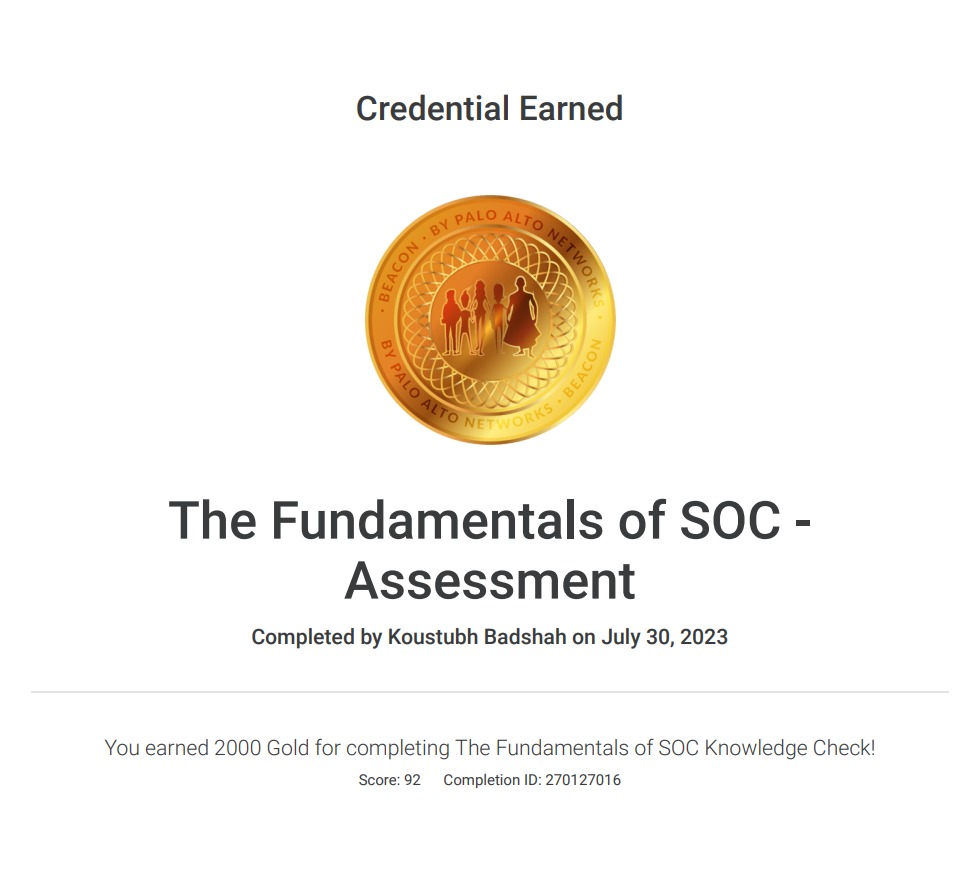 Credential Earned
· BEACON · BY PALO ALTO NETWORKS ·
BY PALO ALTO NETWORKS · BEACON
The Fundamentals of SOC -
Assessment
Completed by Koustubh Badshah on July 30, 2023
You earned 2000 Gold for completing The Fundamentals of SOC Knowledge Check!
Score: 92 Completion ID: 270127016